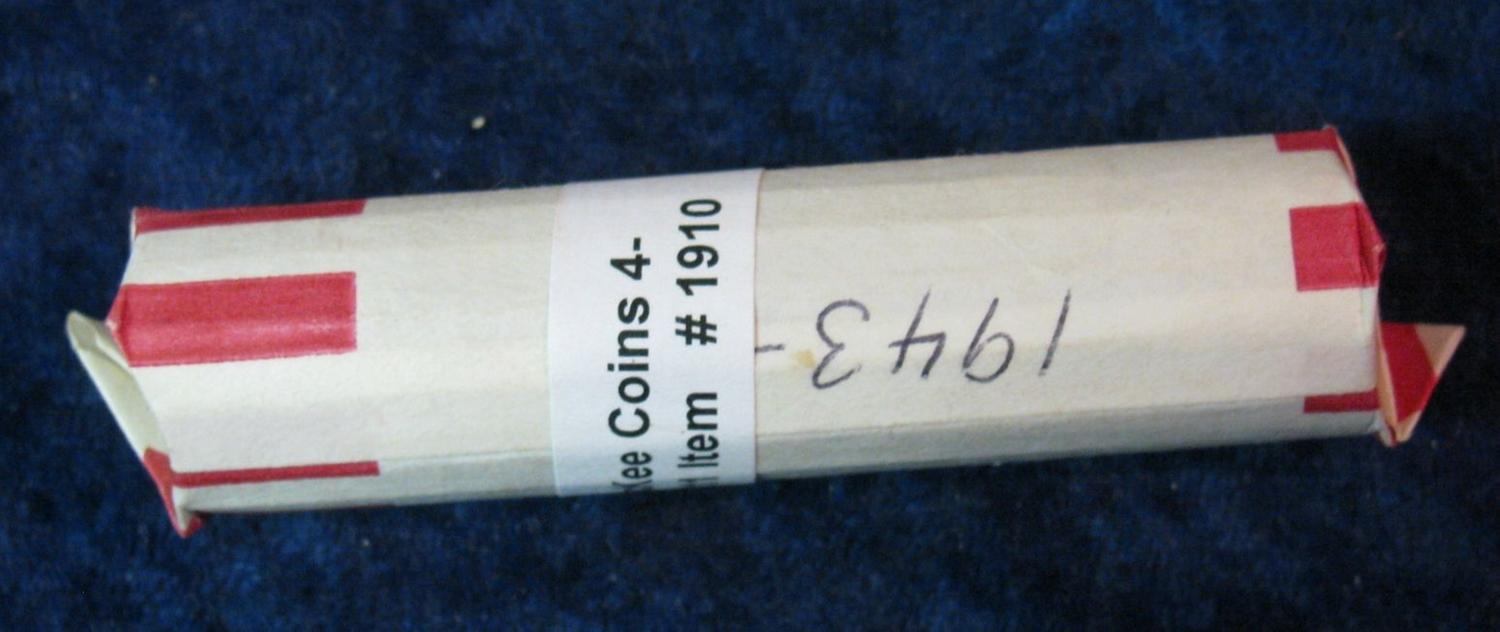 Kee Coins 4-
Item # 1910
1943-